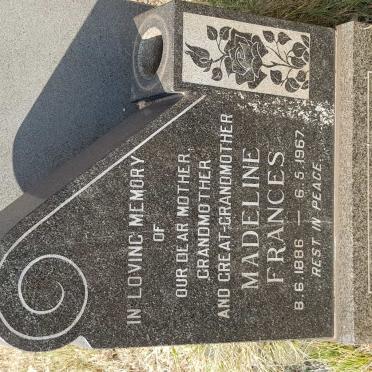 IN LOVING MEMORY
OF
OUR DEAR MOTHER
GRANDMOTHER
AND GREAT-GRANDMOTHER
MADELINE
FRANCES
8.6.1886 — 6.5.1967.
REST IN PEACE.